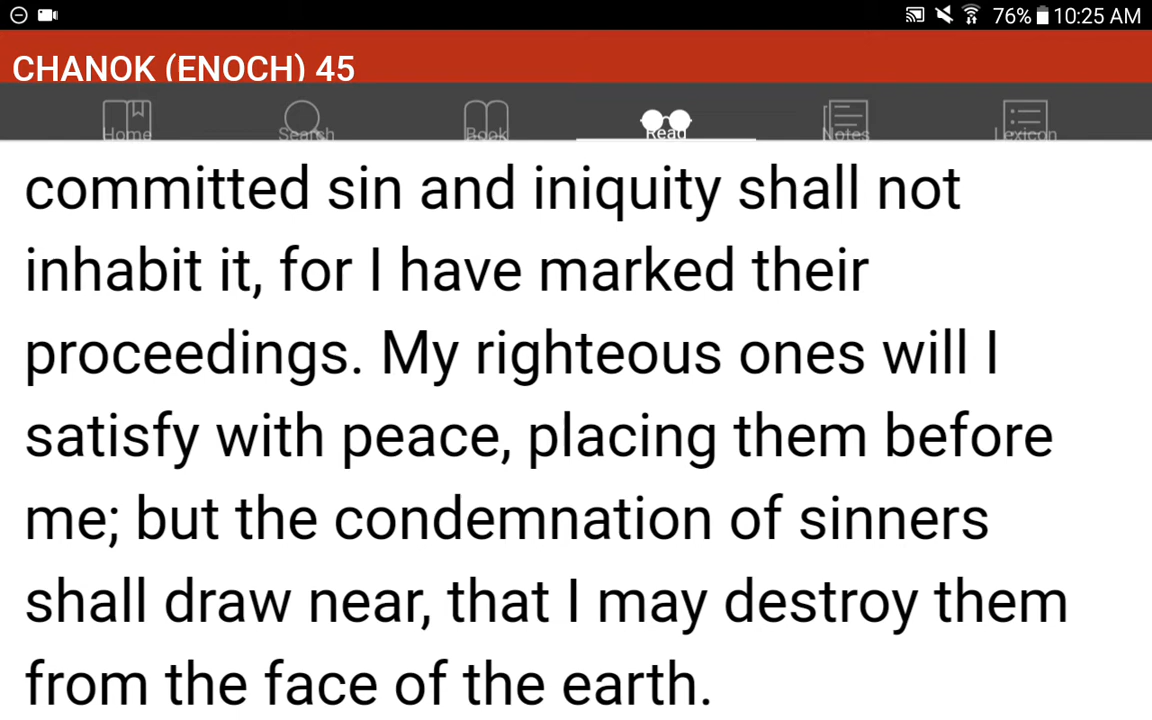 76% 10:25 AM
CHANOK (ENOCH) 45
Home Search Book Read Notes Lexicon
committed sin and iniquity shall not
inhabit it, for I have marked their
proceedings. My righteous ones will I
satisfy with peace, placing them before
me; but the condemnation of sinners
shall draw near, that I may destroy them
from the face of the earth.